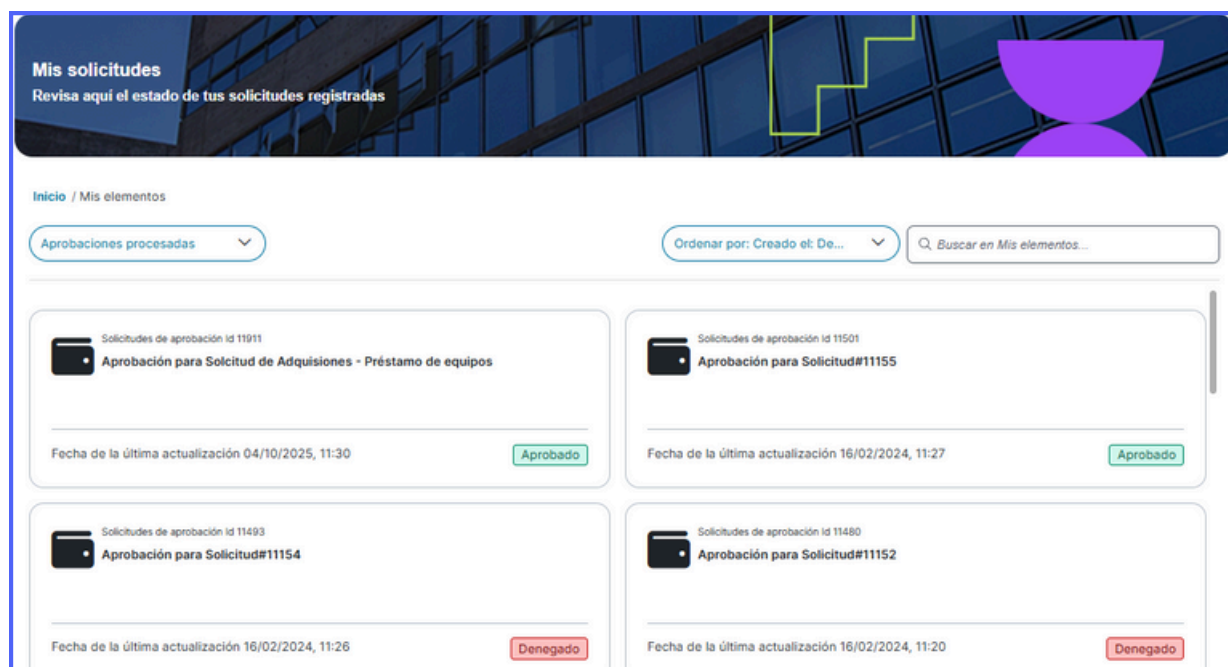 Mis solicitudes
Revisa aquí el estado de tus solicitudes registradas
Inicio / Mis elementos
Aprobaciones procesadas
Ordenar por: Creado el: De...
Buscar en Mis elementos...
Solicitudes de aprobación Id 11911
Aprobación para Solcitud de Adquisiones - Préstamo de equipos
Fecha de la última actualización 04/10/2025, 11:30
Aprobado
Solicitudes de aprobación Id 11501
Aprobación para Solicitud#11155
Fecha de la última actualización 16/02/2024, 11:27
Aprobado
Solicitudes de aprobación Id 11493
Aprobación para Solicitud#11154
Fecha de la última actualización 16/02/2024, 11:26
Denegado
Solicitudes de aprobación Id 11480
Aprobación para Solicitud#11152
Fecha de la última actualización 16/02/2024, 11:20
Denegado